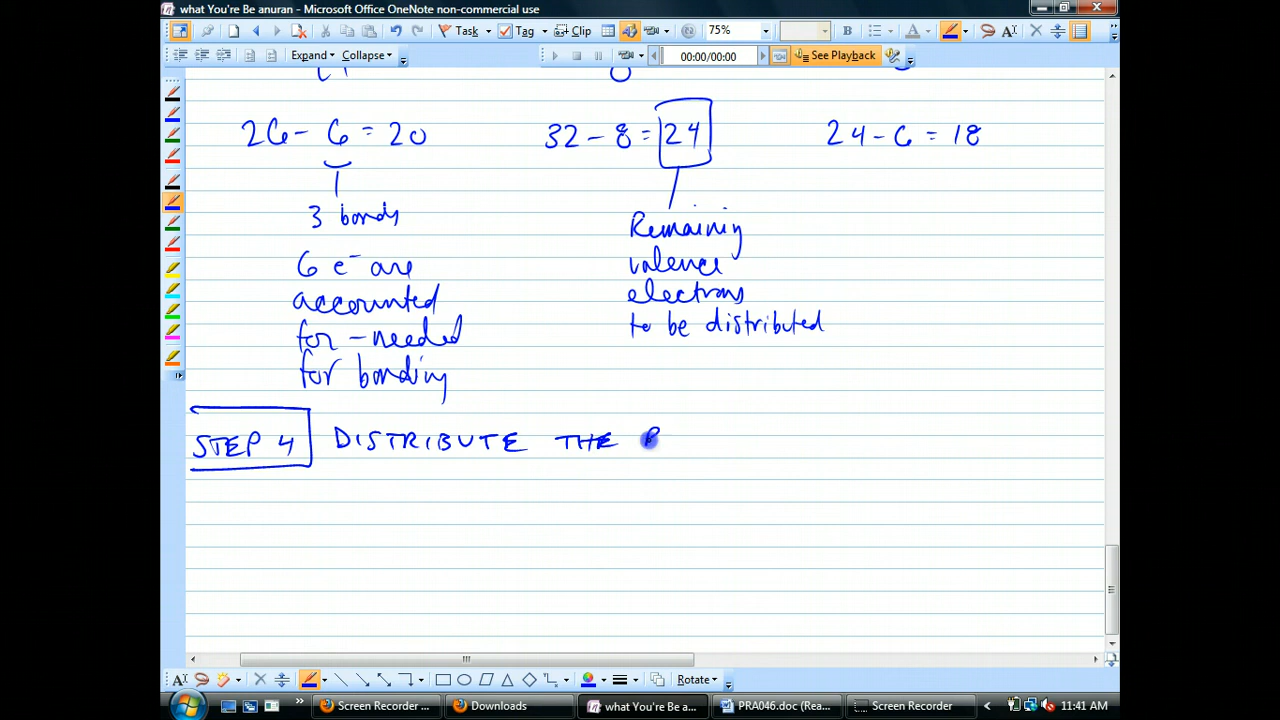 what You're Be anuran - Microsoft Office OneNote non-commercial use
Task Tag Clip 75% B A
Expand Collapse 00:00/00:00 See Playback
26 - 6 = 20
3 bonds
6 e⁻ are
accounted
for - needed
for bonding
32 - 8 = 24
Remaining
valence
electrons
to be distributed
24 - 6 = 18
STEP 4 DISTRIBUTE THE
Rotate
Screen Recorder ... Downloads what You're Be a... PRA046.doc (Rea... Screen Recorder 11:41 AM